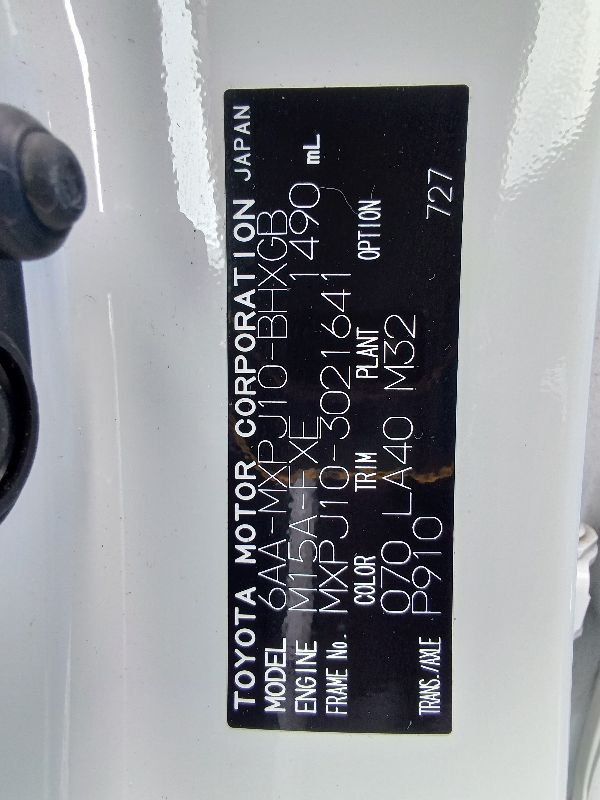 TOYOTA MOTOR CORPORATION JAPAN
MODEL 6AA-MXPJ10-BHXGB
ENGINE M15A-FXE 1490 mL
FRAME No. MXPJ10-3021641
COLOR TRIM PLANT OPTION
070 LA40 M32
TRANS./AXLE P910 727